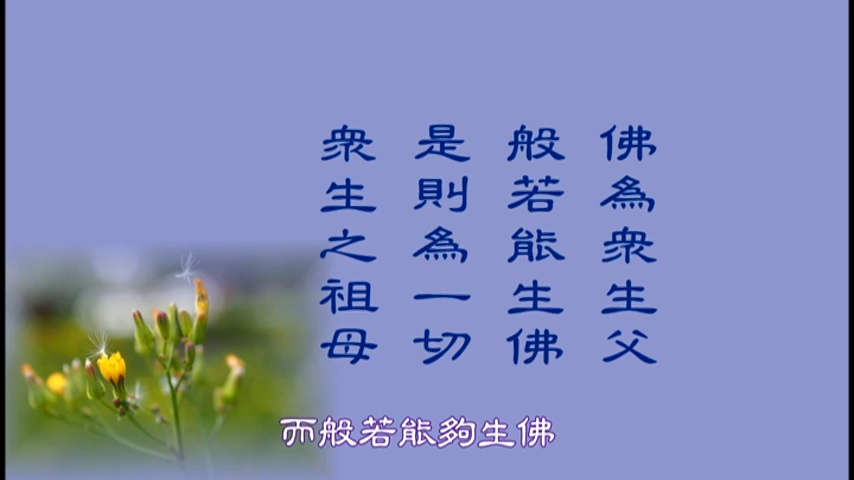 佛為眾生父
般若能生佛
是則為一切
眾生之祖母
而般若能夠生佛